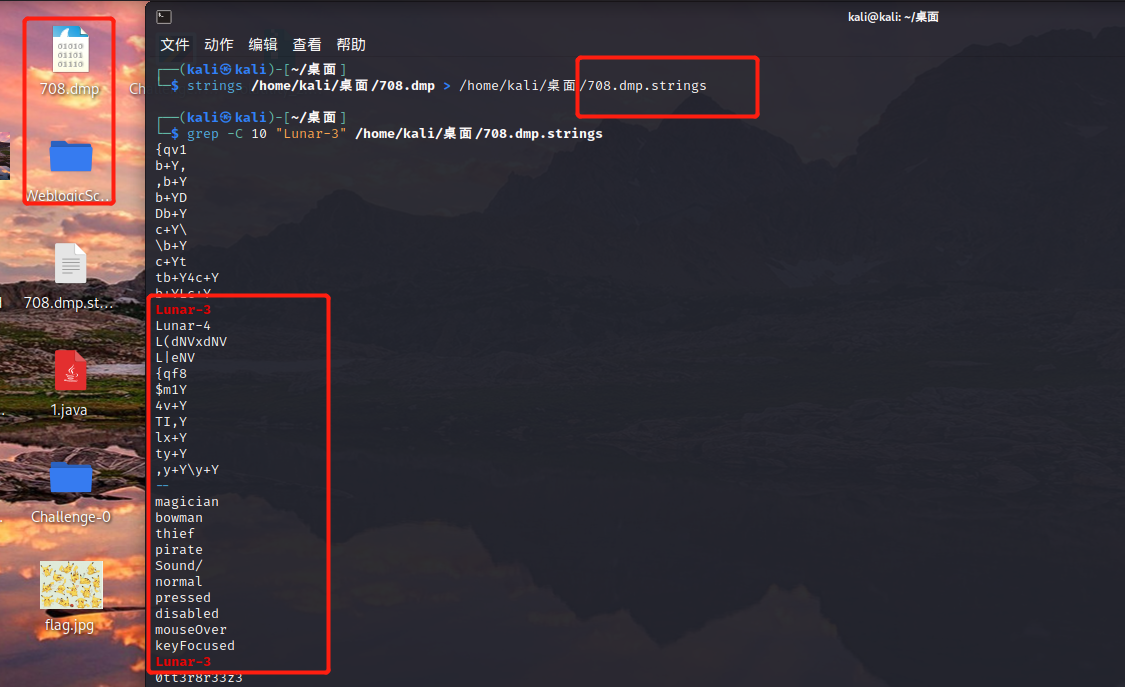 kali@kali: ~/桌面
文件 动作 编辑 查看 帮助
┌──(kali㉿kali)-[~/桌面]
└─$ strings /home/kali/桌面/708.dmp > /home/kali/桌面/708.dmp.strings
┌──(kali㉿kali)-[~/桌面]
└─$ grep -C 10 "Lunar-3" /home/kali/桌面/708.dmp.strings
{qv1
b+Y,
,b+Y
b+YD
Db+Y
c+Y\
\b+Y
c+Yt
tb+Y4c+Y
b+YLc+Y
Lunar-3
Lunar-4
L(dNVxdNV
L|eNV
{qf8
$m1Y
4v+Y
TI,Y
lx+Y
ty+Y
,y+Y\y+Y
--
magician
bowman
thief
pirate
Sound/
normal
pressed
disabled
mouseOver
keyFocused
Lunar-3
0tt3r8r33z3
01010
01101
01110
708.dmp
Ch
WeblogicSc...
708.dmp.st...
1.java
Challenge-0
flag.jpg